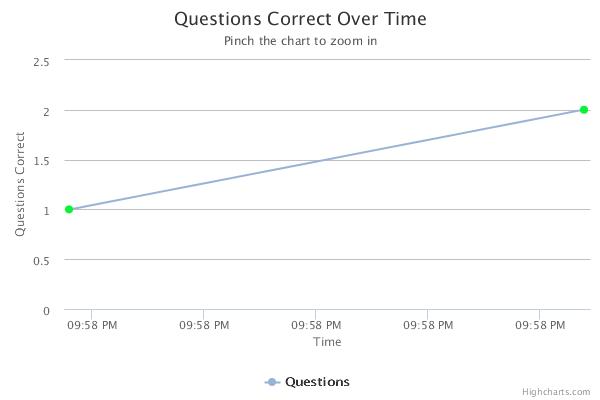 Questions Correct Over Time
Pinch the chart to zoom in
2.5
2
1.5
1
0.5
0
Questions Correct
09:58 PM 09:58 PM 09:58 PM 09:58 PM 09:58 PM
Time
Questions
Highcharts.com